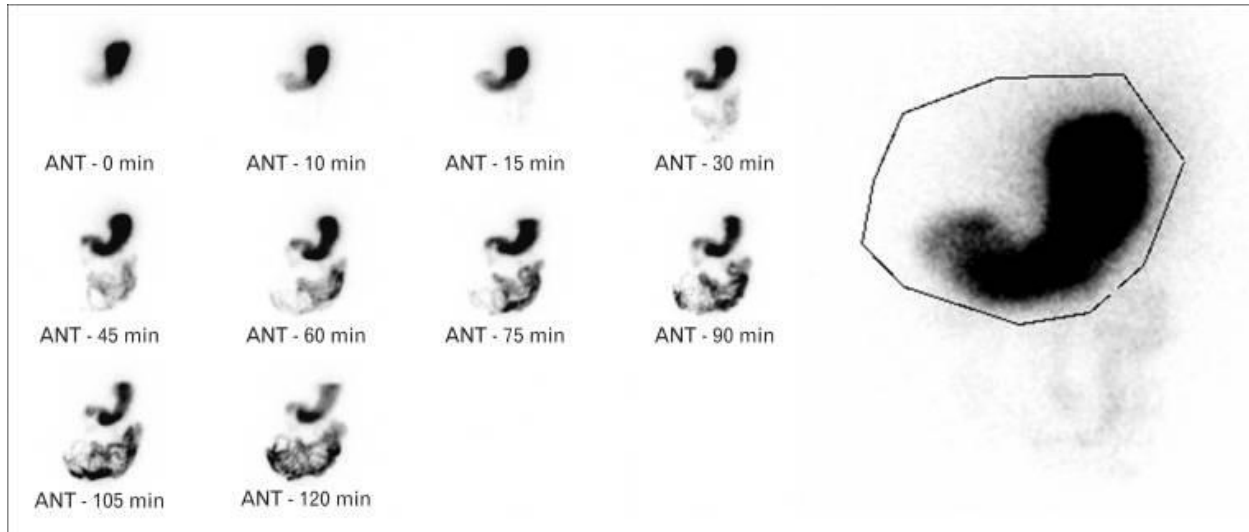 ANT - 0 min
ANT - 10 min
ANT - 15 min
ANT - 30 min
ANT - 45 min
ANT - 60 min
ANT - 75 min
ANT - 90 min
ANT - 105 min
ANT - 120 min